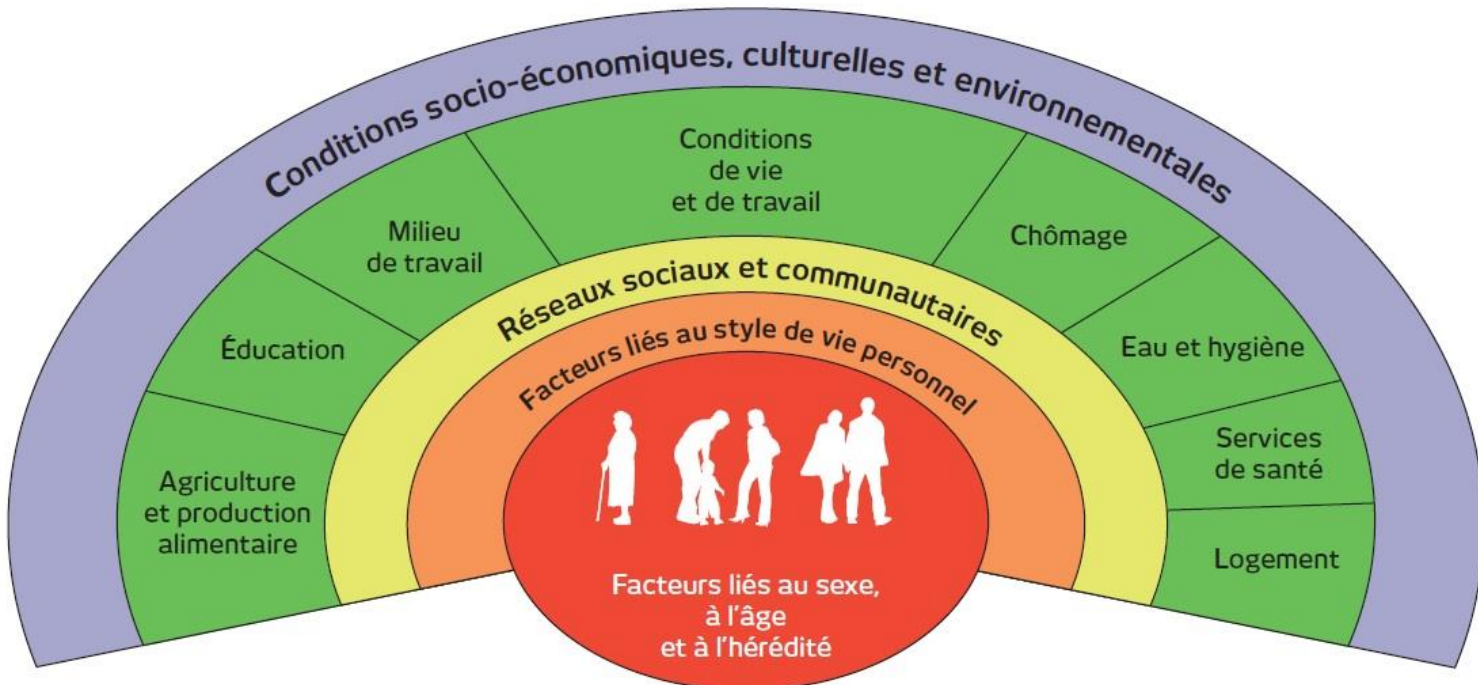 Conditions socio-économiques, culturelles et environnementales
Conditions
de vie
et de travail
Milieu
de travail
Chômage
Éducation
Eau et hygiène
Agriculture
et production
alimentaire
Services
de santé
Logement
Réseaux sociaux et communautaires
Facteurs liés au style de vie personnel
Facteurs liés au sexe,
à l'âge
et à l'hérédité